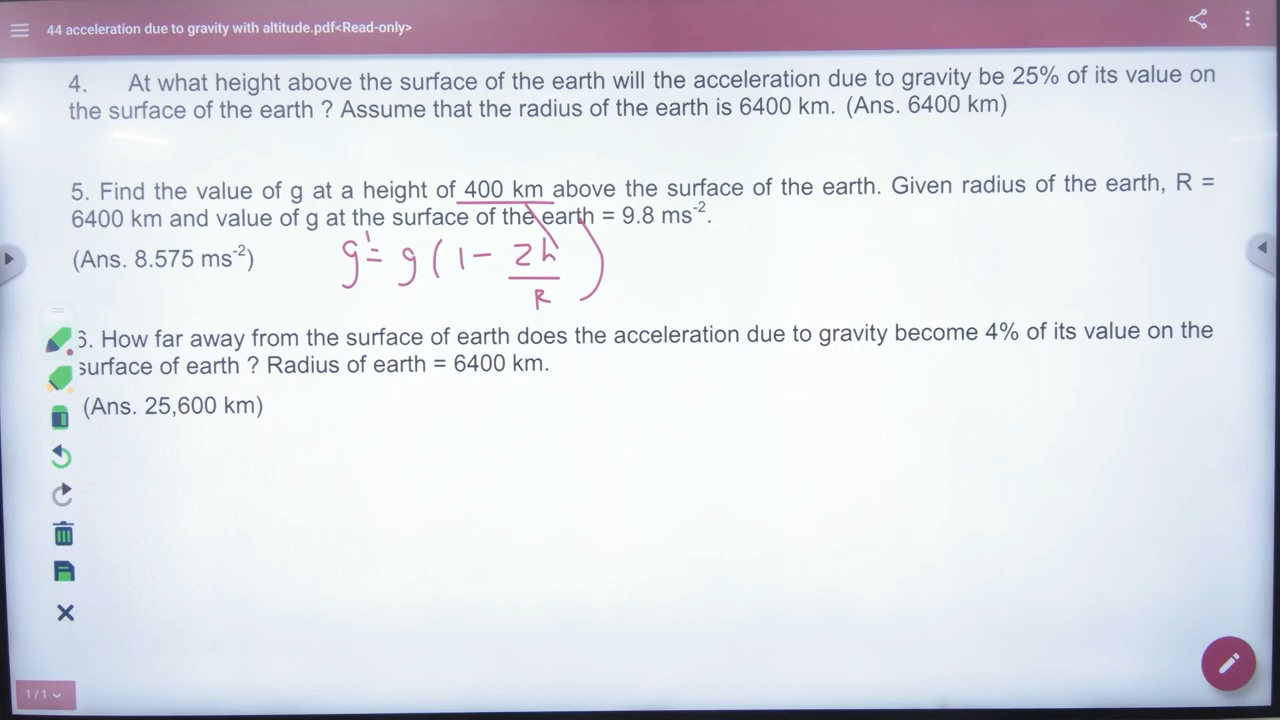 44 acceleration due to gravity with altitude.pdf<Read-only>
4. At what height above the surface of the earth will the acceleration due to gravity be 25% of its value on
the surface of the earth ? Assume that the radius of the earth is 6400 km. (Ans. 6400 km)
5. Find the value of g at a height of 400 km above the surface of the earth. Given radius of the earth, R =
6400 km and value of g at the surface of the earth = 9.8 ms⁻².
(Ans. 8.575 ms⁻²)
g' = g(1 - 2h/R)
6. How far away from the surface of earth does the acceleration due to gravity become 4% of its value on the
surface of earth ? Radius of earth = 6400 km.
(Ans. 25,600 km)
1/1